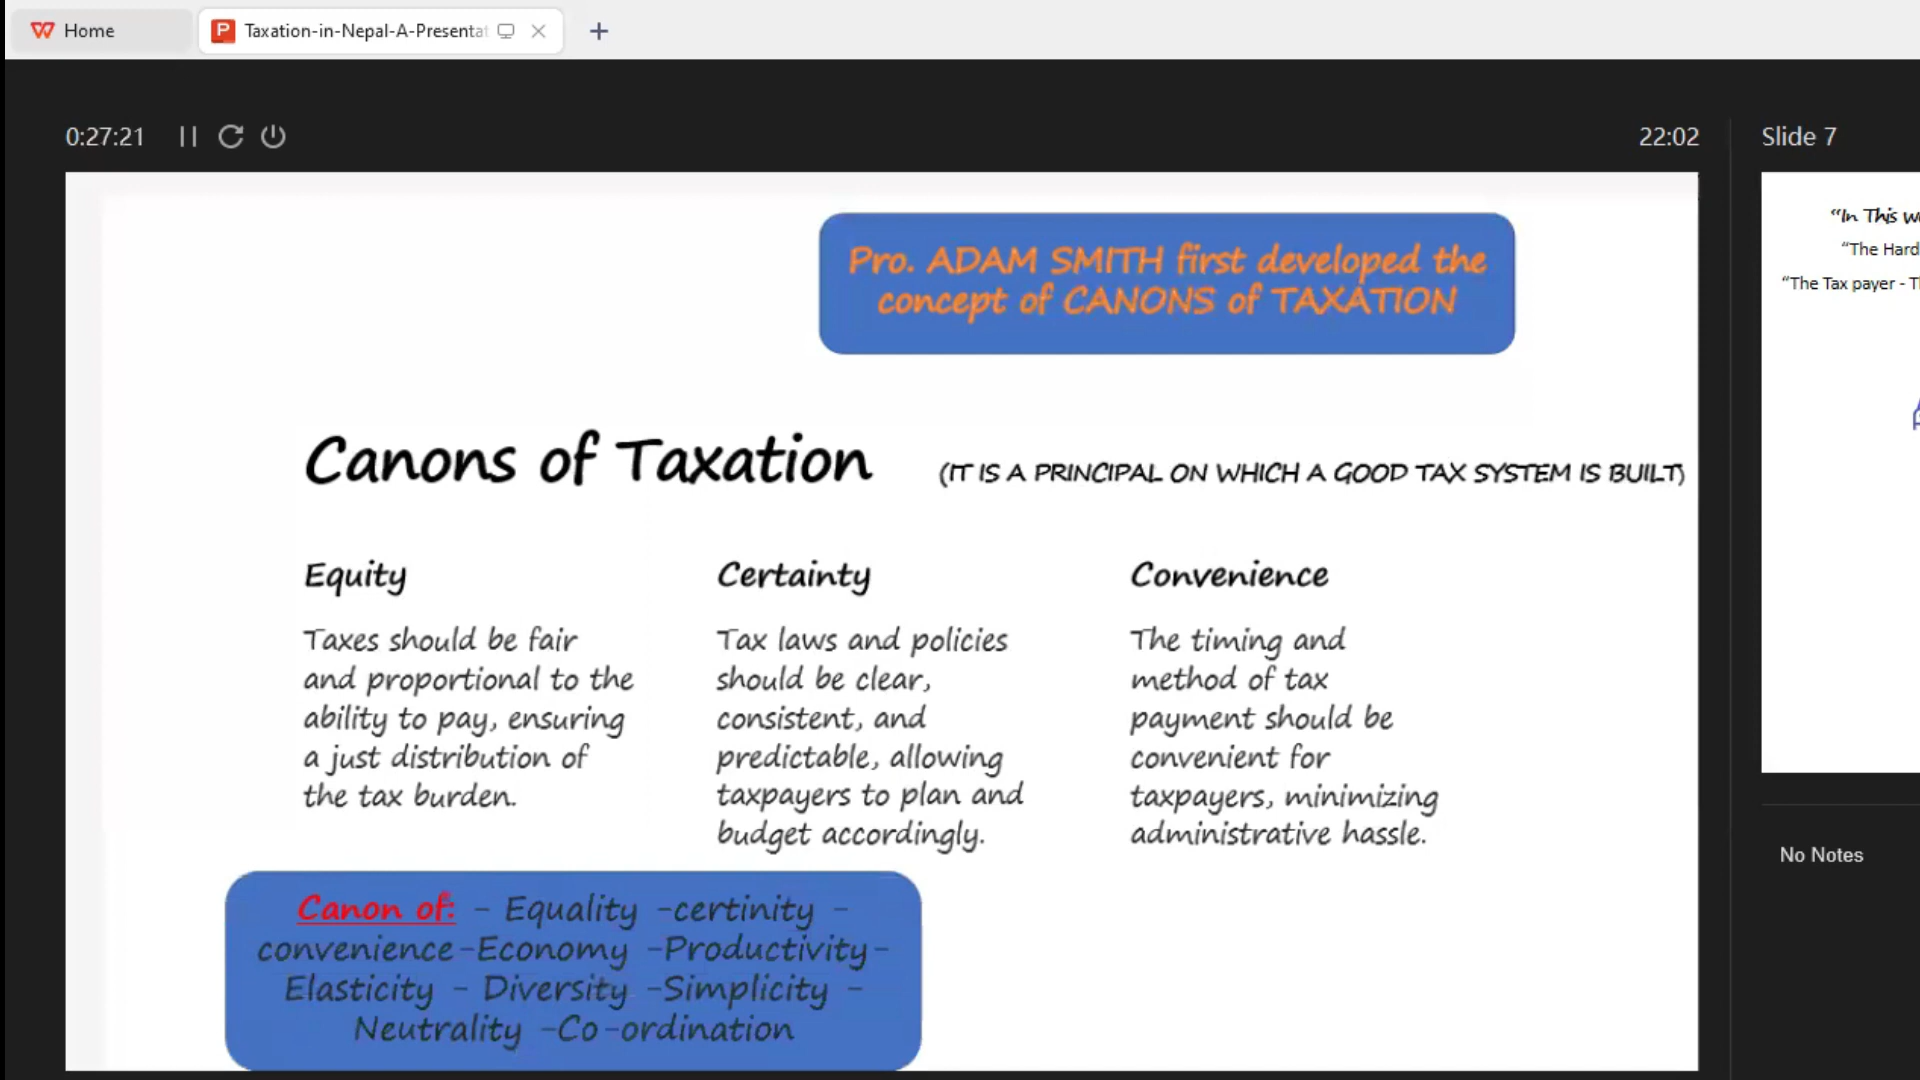 Home
Taxation-in-Nepal-A-Presentat
0:27:21
22:02
Slide 7
Pro. ADAM SMITH first developed the
concept of CANONS of TAXATION
Canons of Taxation (IT IS A PRINCIPAL ON WHICH A GOOD TAX SYSTEM IS BUILT)
Equity
Taxes should be fair
and proportional to the
ability to pay, ensuring
a just distribution of
the tax burden.
Certainty
Tax laws and policies
should be clear,
consistent, and
predictable, allowing
taxpayers to plan and
budget accordingly.
Convenience
The timing and
method of tax
payment should be
convenient for
taxpayers, minimizing
administrative hassle.
Canon of: - Equality -certinity -
convenience-Economy -Productivity-
Elasticity - Diversity -Simplicity -
Neutrality -Co-ordination
"In This
"The Hard
"The Tax payer -
No Notes